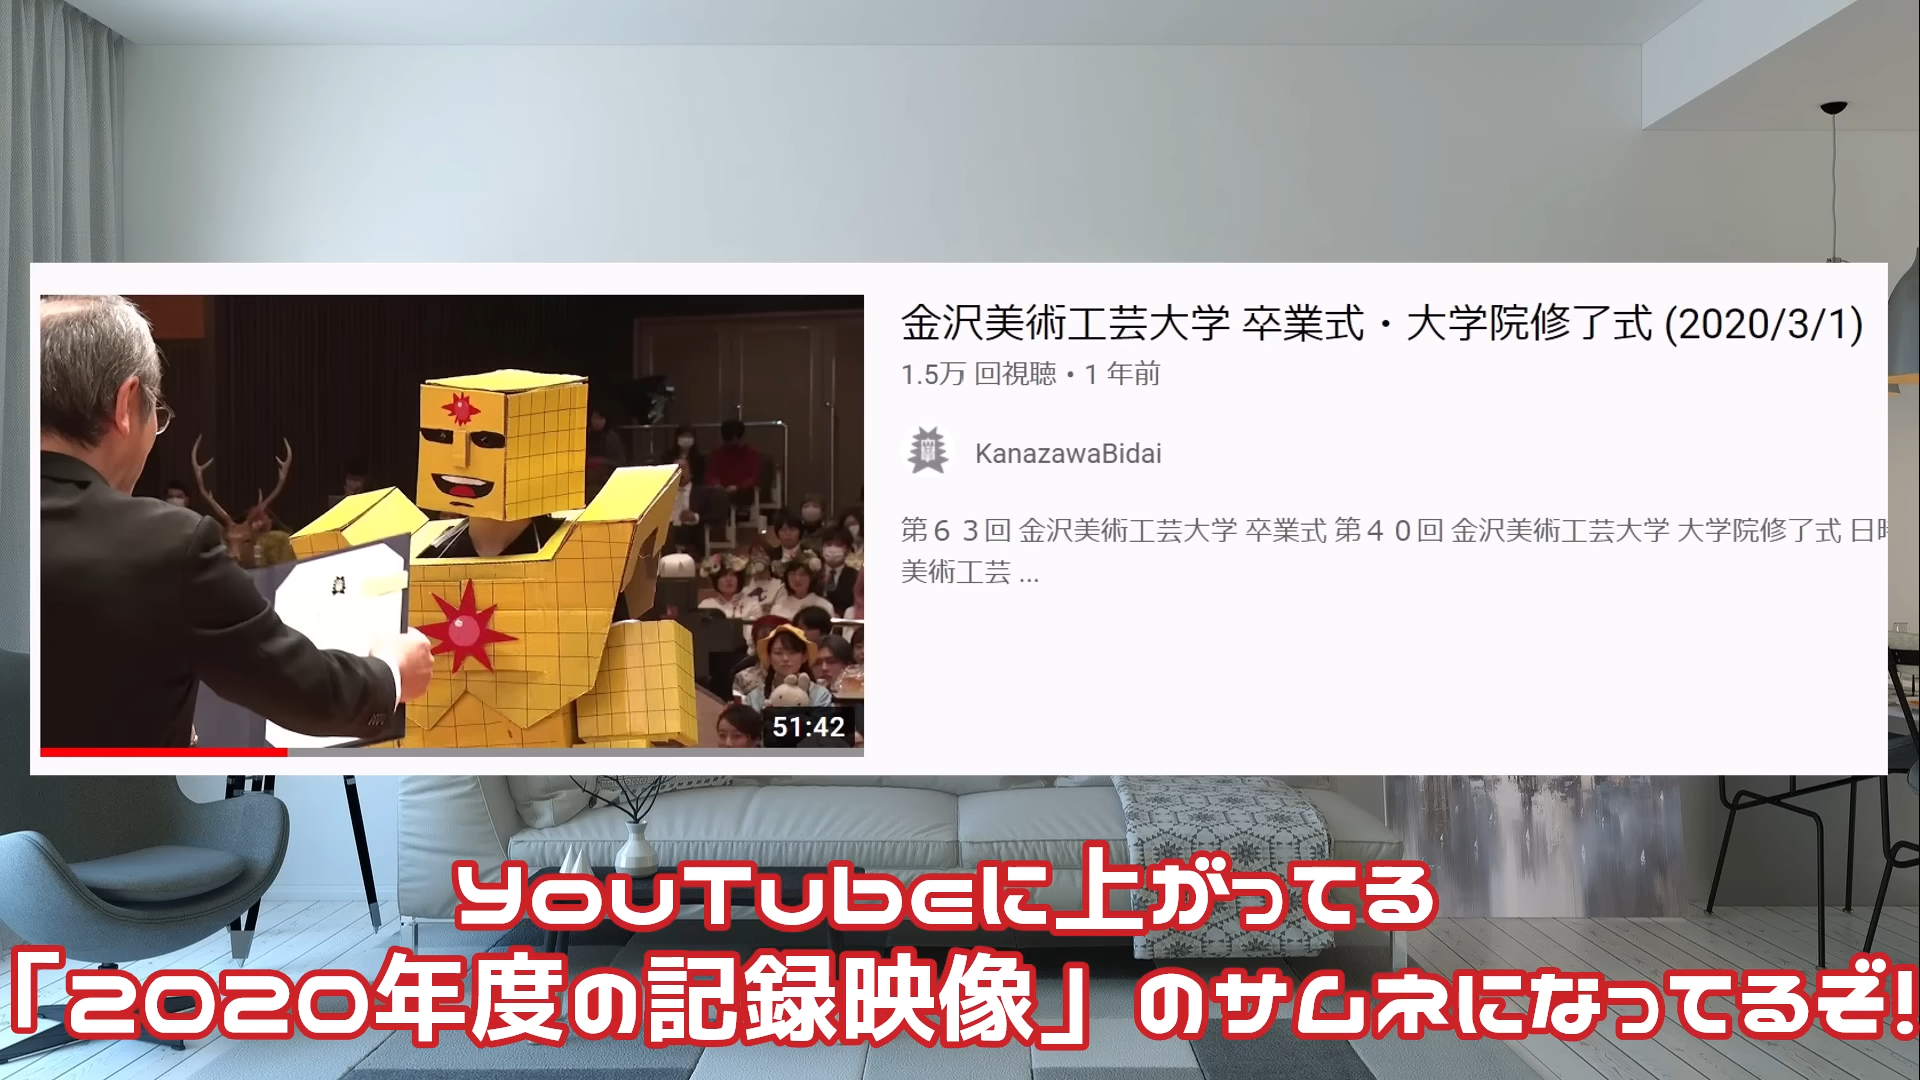 金沢美術工芸大学 卒業式・大学院修了式 (2020/3/1)
1.5万 回視聴・1 年前
KanazawaBidai
第６３回 金沢美術工芸大学 卒業式 第４０回 金沢美術工芸大学 大学院修了式 日時
美術工芸 ...
51:42
YouTubeに上がってる
「2020年度の記録映像」のサムネになってるぞ!